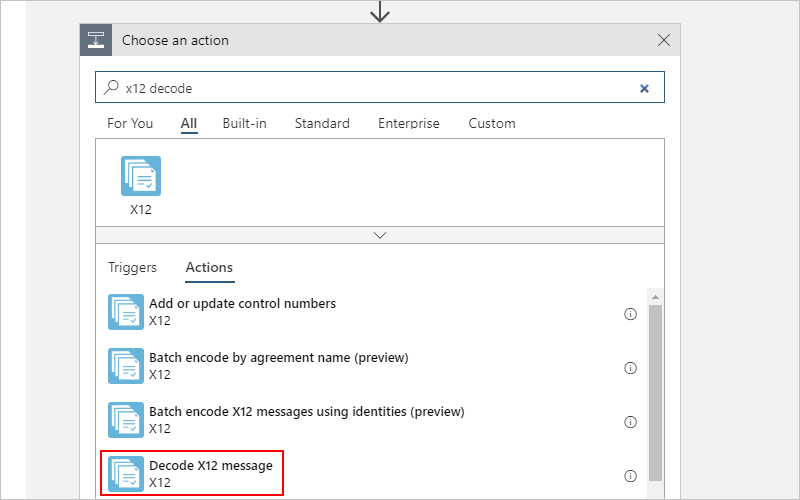 Choose an action
x12 decode
For You All Built-in Standard Enterprise Custom
X12
Triggers Actions
Add or update control numbers
X12
Batch encode by agreement name (preview)
X12
Batch encode X12 messages using identities (preview)
X12
Decode X12 message
X12